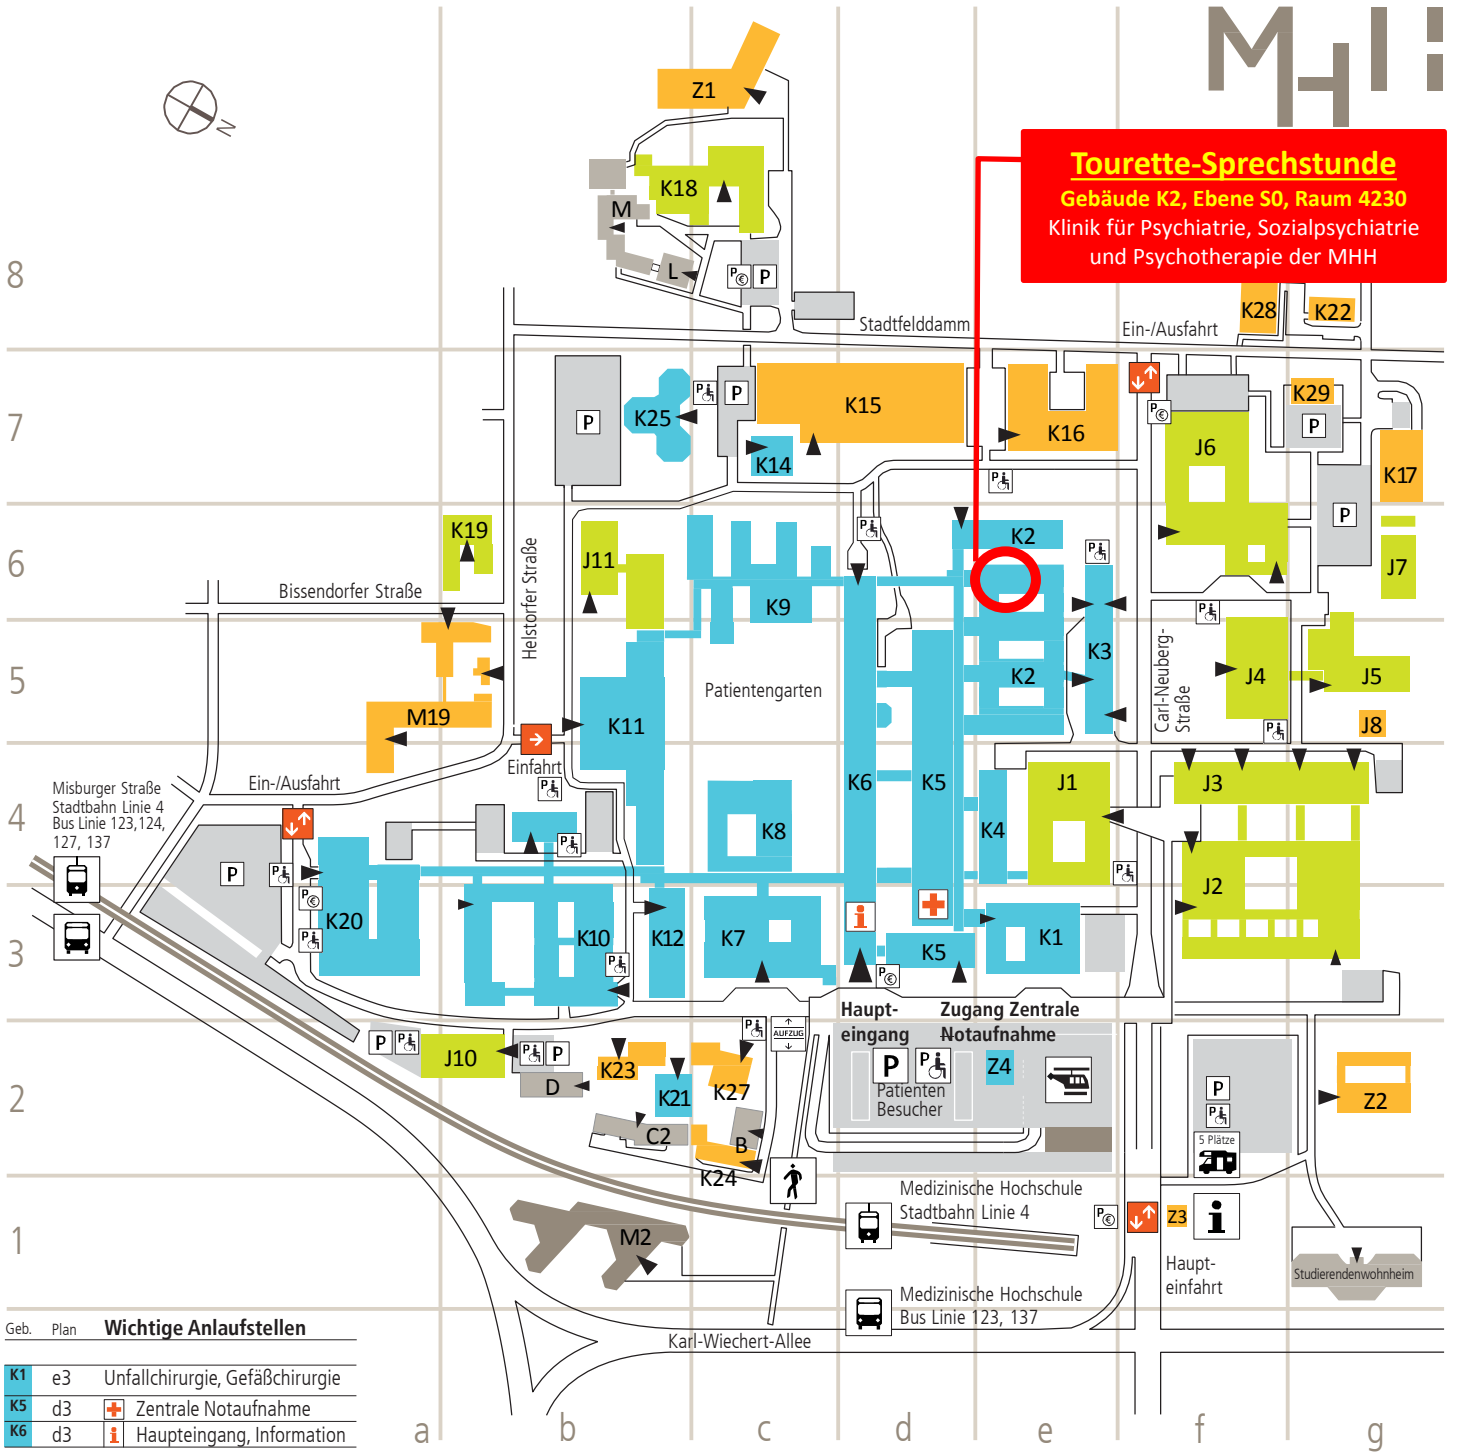 MHH
N
Z1
K18
M
L
P€
P
8
Tourette-Sprechstunde
Gebäude K2, Ebene S0, Raum 4230
Klinik für Psychiatrie, Sozialpsychiatrie
und Psychotherapie der MHH
Stadtfelddamm
Ein-/Ausfahrt
K28
K22
7
P
K25
P
P
K15
K14
K16
P€
J6
K29
P
K17
P
6
K19
J11
K9
P
K2
P
P
J7
Bissendorfer Straße
Helstorfer Straße
5
M19
K11
Patientengarten
K2
K3
Carl-Neuberg-
Straße
P
J4
J5
J8
P
Einfahrt
P
Ein-/Ausfahrt
Misburger Straße
Stadtbahn Linie 4
Bus Linie 123,124,
127, 137
4
P
P
P€
P
K20
P
K8
K6
K5
K4
J1
P
J3
J2
3
K10
P
K12
K7
i
K5
K1
P€
Haupt-
eingang
Zugang Zentrale
Notaufnahme
P
P
J10
P
P
D
K23
K21
P
K27
AUFZUG
P
P
Patienten
Besucher
Z4
2
C2
B
K24
P
P
5 Plätze
Z2
Medizinische Hochschule
Stadtbahn Linie 4
P€
Z3
i
1
M2
Haupt-
einfahrt
Studierendenwohnheim
Medizinische Hochschule
Bus Linie 123, 137
Karl-Wiechert-Allee
Geb. Plan Wichtige Anlaufstellen
K1 e3 Unfallchirurgie, Gefäßchirurgie
K5 d3 Zentrale Notaufnahme
K6 d3 i Haupteingang, Information
a b c d e f g